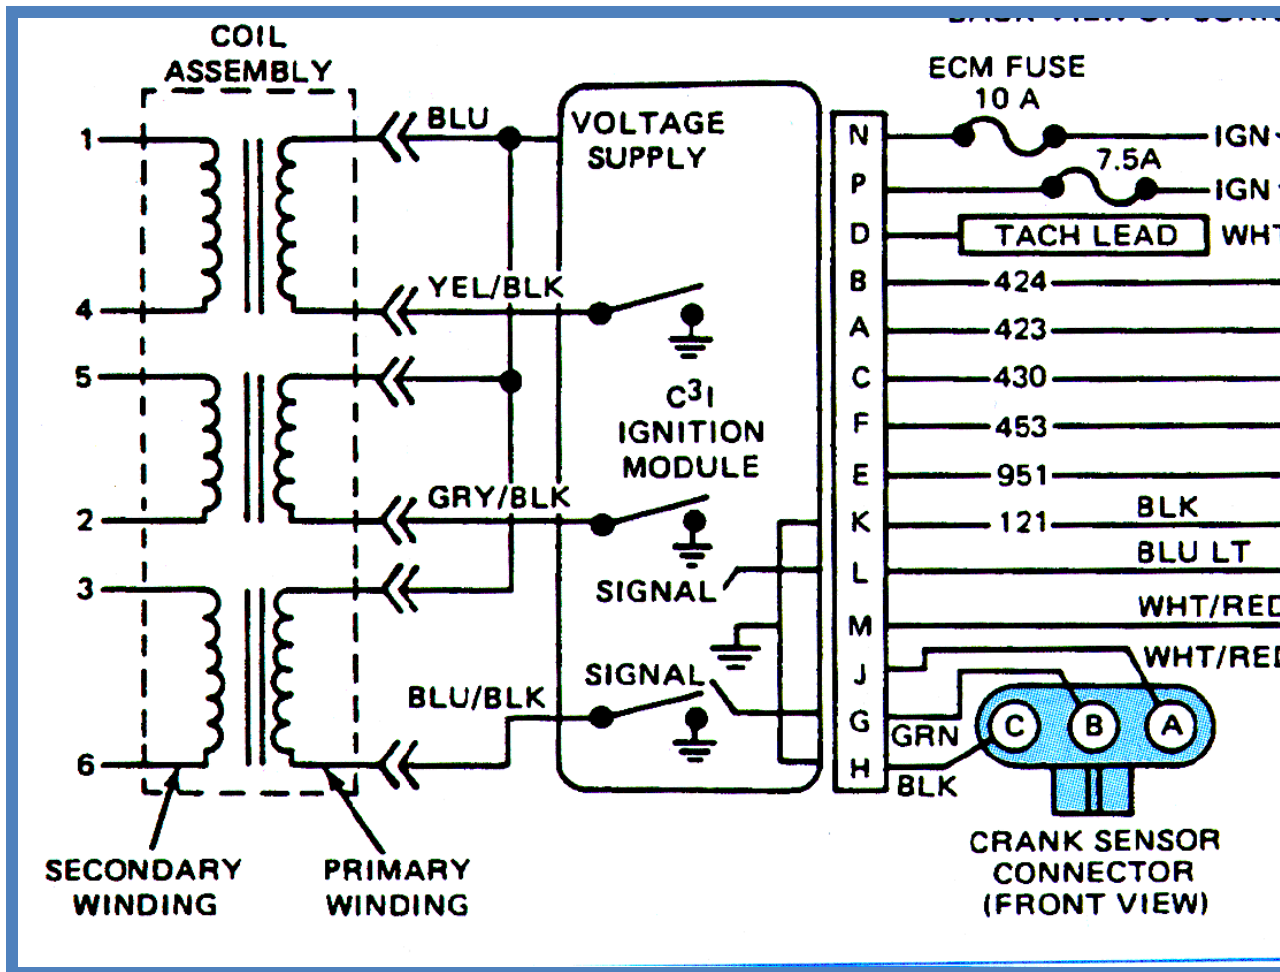 COIL
ASSEMBLY
ECM FUSE
10 A
1
BLU
VOLTAGE
SUPPLY
N
IGN
7.5A
P
IGN
D
TACH LEAD
WHT
4
YEL/BLK
B
424
A
423
5
C3I
IGNITION
MODULE
C
430
F
453
E
951
2
GRY/BLK
K
121
BLK
3
SIGNAL
L
BLU LT
M
WHT/RED
SIGNAL
J
WHT/RED
BLU/BLK
G
GRN
C
B
A
6
H
BLK
SECONDARY
WINDING
PRIMARY
WINDING
CRANK SENSOR
CONNECTOR
(FRONT VIEW)